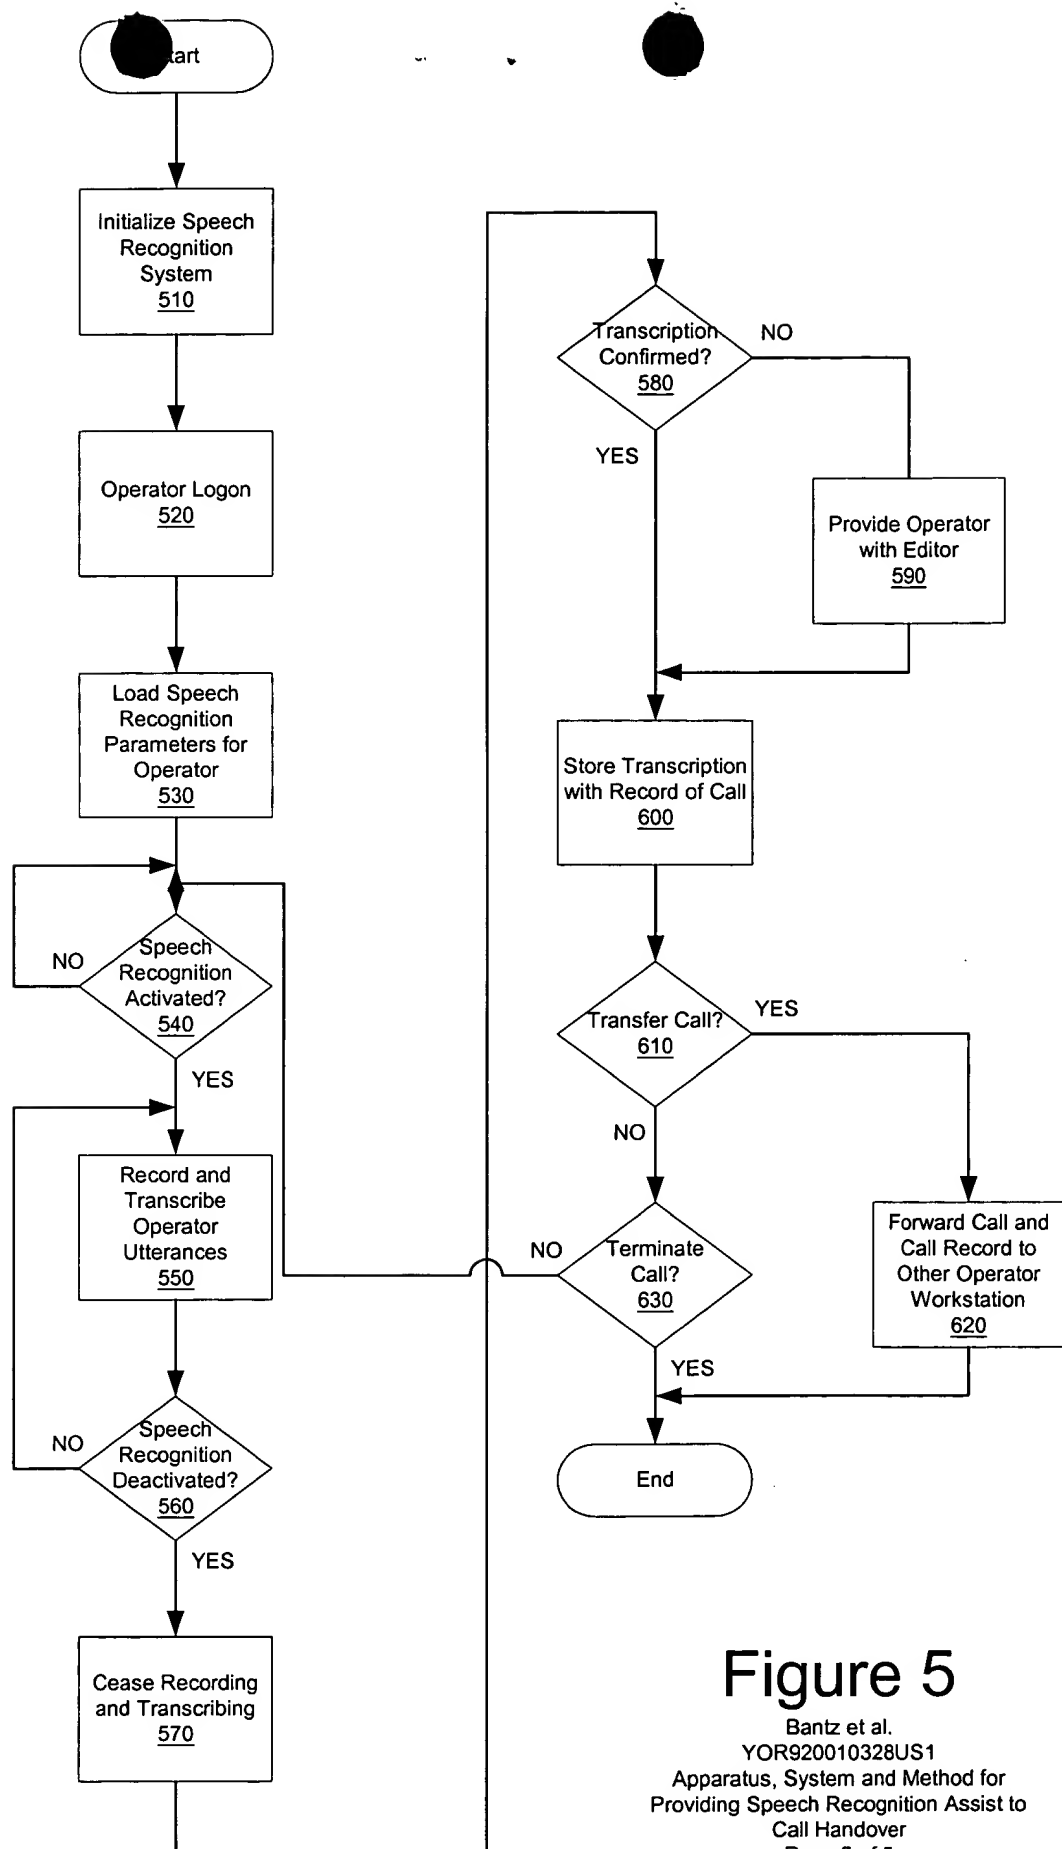 Initialize Speech
Recognition
System
510
Operator Logon
520
Load Speech
Recognition
Parameters for
Operator
530
NO
Speech
Recognition
Activated?
540
YES
Record and
Transcribe
Operator
Utterances
550
NO
Speech
Recognition
Deactivated?
560
YES
Cease Recording
and Transcribing
570
Transcription
Confirmed?
580
NO
YES
Provide Operator
with Editor
590
Store Transcription
with Record of Call
600
Transfer Call?
610
YES
NO
Forward Call and
Call Record to
Other Operator
Workstation
620
NO
Terminate
Call?
630
YES
End
Figure 5
Bantz et al.
YOR920010328US1
Apparatus, System and Method for
Providing Speech Recognition Assist to
Call Handover